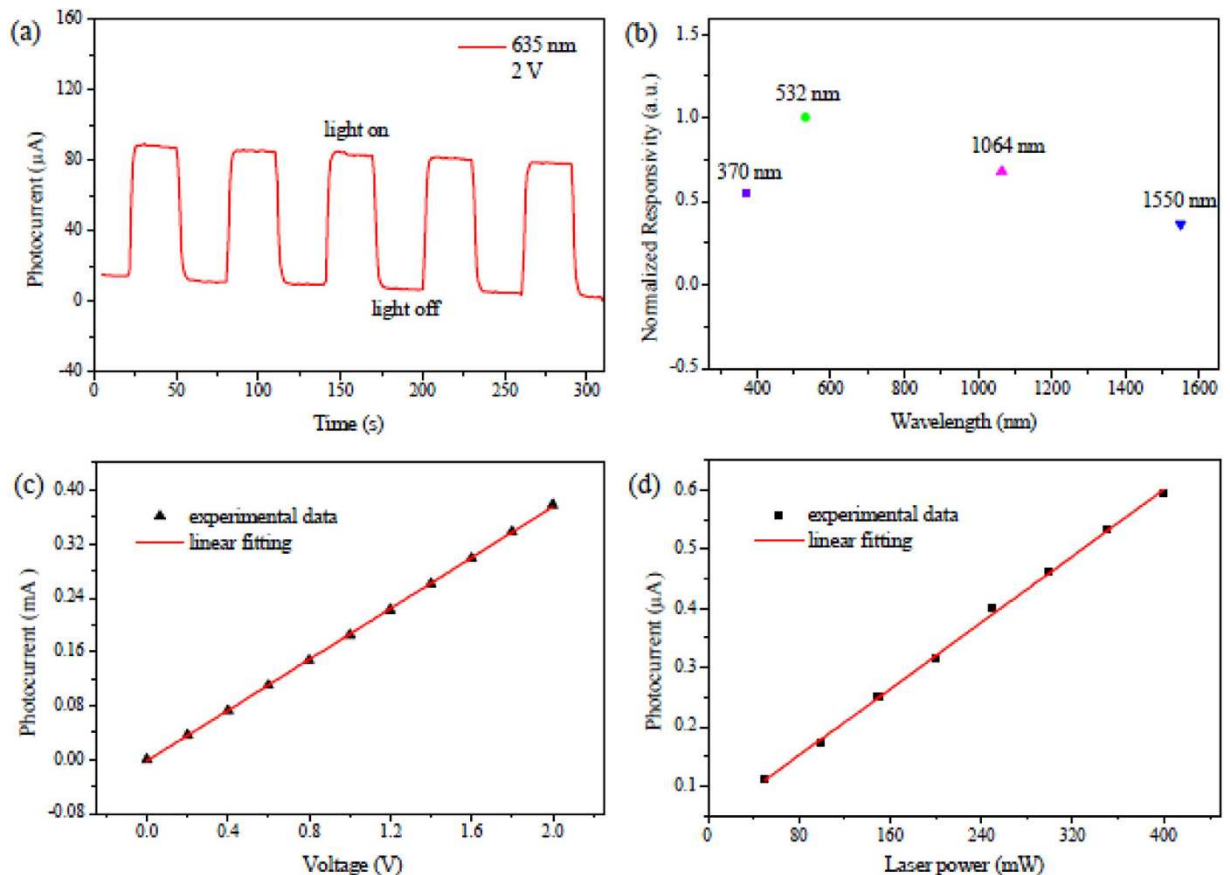 (a)
160
120
80
40
0
-40
Photocurrent (μA)
635 nm
2 V
light on
light off
0 50 100 150 200 250 300
Time (s)
(b)
1.5
1.0
0.5
0.0
-0.5
Normalized Responsivity (a.u.)
532 nm
370 nm
1064 nm
1550 nm
400 600 800 1000 1200 1400 1600
Wavelength (nm)
(c)
0.40
0.32
0.24
0.16
0.08
0.00
-0.08
Photocurrent (mA)
experimental data
linear fitting
0.0 0.4 0.8 1.2 1.6 2.0
Voltage (V)
(d)
0.6
0.5
0.4
0.3
0.2
0.1
Photocurrent (μA)
experimental data
linear fitting
0 80 160 240 320 400
Laser power (mW)